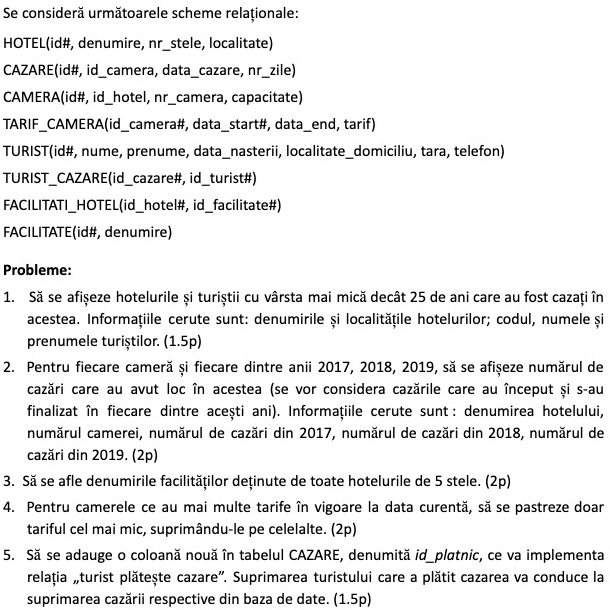 Se consideră următoarele scheme relaționale:
HOTEL(id#, denumire, nr_stele, localitate)
CAZARE(id#, id_camera, data_cazare, nr_zile)
CAMERA(id#, id_hotel, nr_camera, capacitate)
TARIF_CAMERA(id_camera#, data_start#, data_end, tarif)
TURIST(id#, nume, prenume, data_nasterii, localitate_domiciliu, tara, telefon)
TURIST_CAZARE(id_cazare#, id_turist#)
FACILITATI_HOTEL(id_hotel#, id_facilitate#)
FACILITATE(id#, denumire)
Probleme:
1. Să se afișeze hotelurile și turiștii cu vârsta mai mică decât 25 de ani care au fost cazați în
acestea. Informațiile cerute sunt: denumirile și localitățile hotelurilor; codul, numele și
prenumele turiștilor. (1.5p)
2. Pentru fiecare cameră și fiecare dintre anii 2017, 2018, 2019, să se afișeze numărul de
cazări care au avut loc în acestea (se vor considera cazările care au început și s-au
finalizat în fiecare dintre acești ani). Informațiile cerute sunt : denumirea hotelului,
numărul camerei, numărul de cazări din 2017, numărul de cazări din 2018, numărul de
cazări din 2019. (2p)
3. Să se afle denumirile facilităților deținute de toate hotelurile de 5 stele. (2p)
4. Pentru camerele ce au mai multe tarife în vigoare la data curentă, să se pastreze doar
tariful cel mai mic, suprimându-le pe celelalte. (2p)
5. Să se adauge o coloană nouă în tabelul CAZARE, denumită id_platnic, ce va implementa
relația „turist plătește cazare”. Suprimarea turistului care a plătit cazarea va conduce la
suprimarea cazării respective din baza de date. (1.5p)